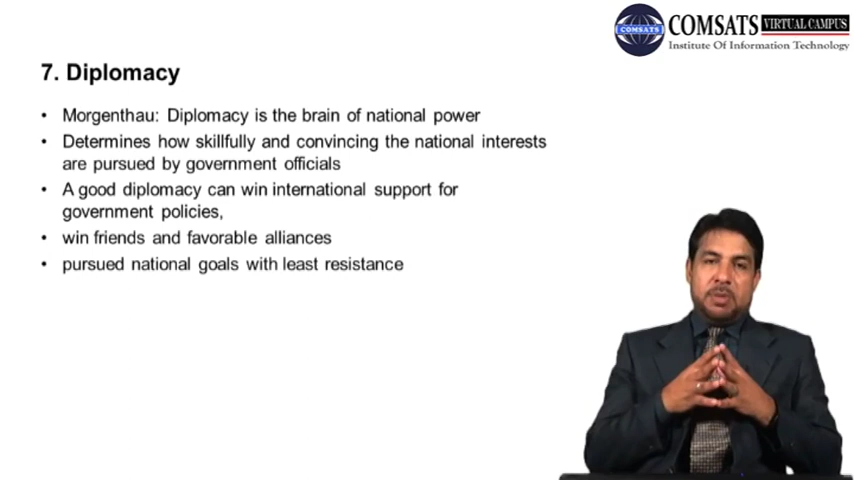 COMSATS VIRTUAL CAMPUS
COMSATS
Institute Of Information Technology
7. Diplomacy
• Morgenthau: Diplomacy is the brain of national power
• Determines how skillfully and convincing the national interests
are pursued by government officials
• A good diplomacy can win international support for
government policies,
• win friends and favorable alliances
• pursued national goals with least resistance